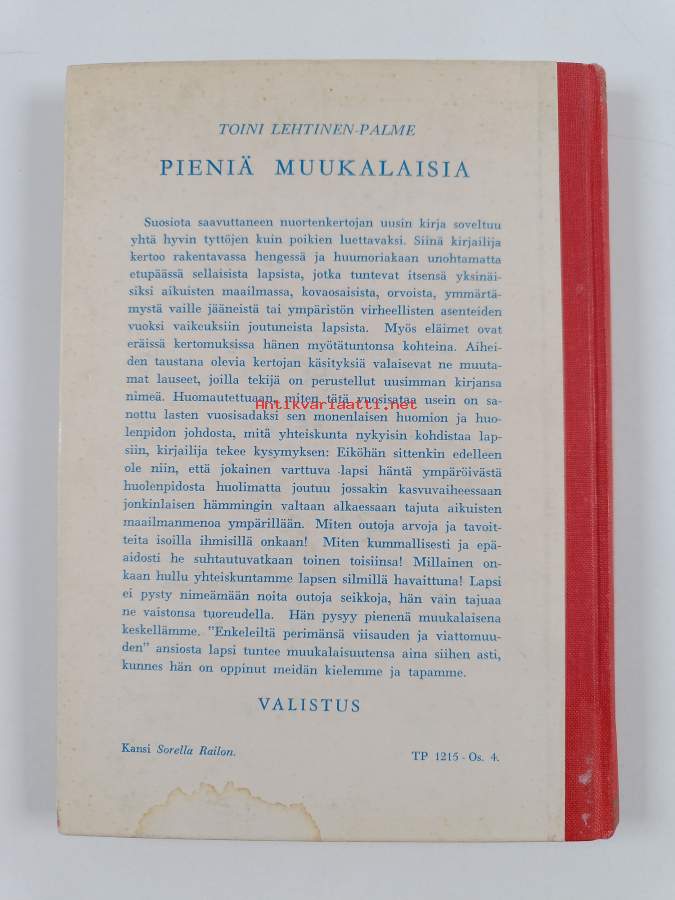 TOINI LEHTINEN-PALME
PIENIÄ MUUKALAISIA
Suosiota saavuttaneen nuortenkertojan uusin kirja soveltuu
yhtä hyvin tyttöjen kuin poikien luettavaksi. Siinä kirjailija
kertoo rakentavassa hengessä ja huumoriakaan unohtamatta
etupäässä sellaisista lapsista, jotka tuntevat itsensä yksinäi-
siksi aikuisten maailmassa, kovaosaisista, orvoista, ymmärtä-
mystä vaille jääneistä tai ympäristön virheellisten asenteiden
vuoksi vaikeuksiin joutuneista lapsista. Myös eläimet ovat
eräissä kertomuksissa hänen myötätuntonsa kohteina. Aihei-
den taustana olevia kertojan käsityksiä valaisevat ne muuta-
mat lauseet, joilla tekijä on perustellut uusimman kirjansa
nimeä. Huomautettuaan, miten tätä vuosisataa usein on sa-
Antikvariaatti.net
nottu lasten vuosisadaksi sen monenlaisen huomion ja huo-
lenpidon johdosta, mitä yhteiskunta nykyisin kohdistaa lap-
siin, kirjailija tekee kysymyksen: Eiköhän sittenkin edelleen
ole niin, että jokainen varttuva lapsi häntä ympäröivästä
huolenpidosta huolimatta joutuu jossakin kasvuvaiheessaan
jonkinlaisen hämmingin valtaan alkaessaan tajuta aikuisten
maailmanmenoa ympärillään. Miten outoja arvoja ja tavoit-
teita isoilla ihmisillä onkaan! Miten kummallisesti ja epä-
aidosti he suhtautuvatkaan toinen toisiinsa! Millainen on-
kaan hullu yhteiskuntamme lapsen silmillä havaittuna! Lapsi
ei pysty nimeämään noita outoja seikkoja, hän vain tajuaa
ne vaistonsa tuoreudella. Hän pysyy pienenä muukalaisena
keskellämme. "Enkeleiltä perimänsä viisauden ja viattomuu-
den" ansiosta lapsi tuntee muukalaisuutensa aina siihen asti,
kunnes hän on oppinut meidän kielemme ja tapamme.
VALISTUS
Kansi Sorella Railon.
TP 1215 - Os. 4.